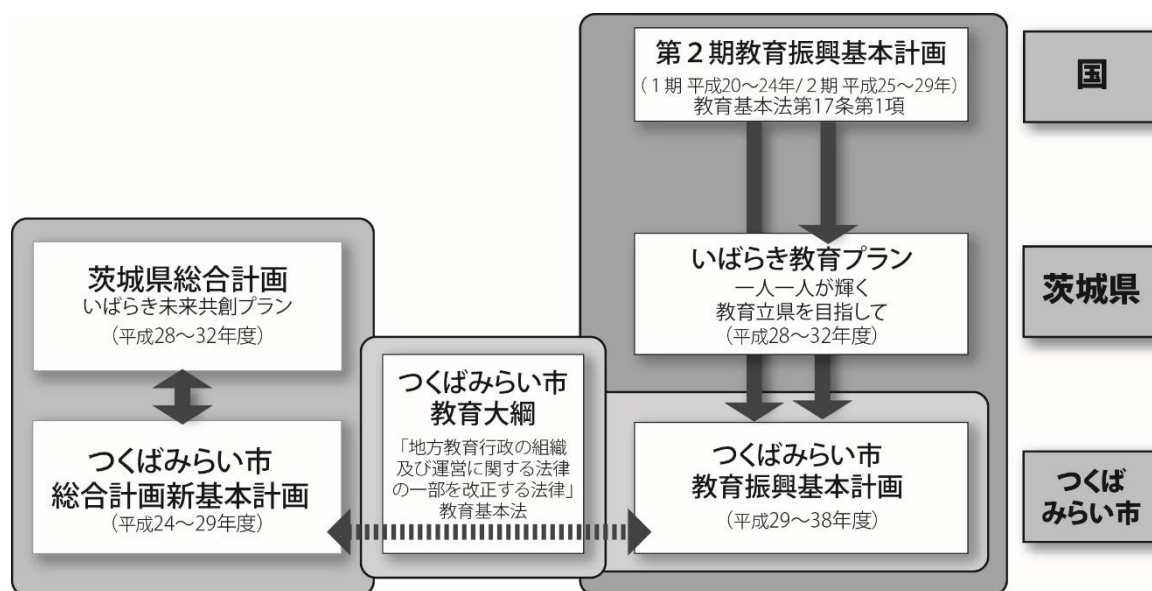 第2期教育振興基本計画
(1期 平成20～24年/2期 平成25～29年)
教育基本法第17条第1項
国
茨城県総合計画
いばらき未来共創プラン
(平成28～32年度)
いばらき教育プラン
一人一人が輝く
教育立県を目指して
(平成28～32年度)
茨城県
つくばみらい市
総合計画新基本計画
(平成24～29年度)
つくばみらい市
教育大綱
「地方教育行政の組織
及び運営に関する法律
の一部を改正する法律」
教育基本法
つくばみらい市
教育振興基本計画
(平成29～38年度)
つくば
みらい市